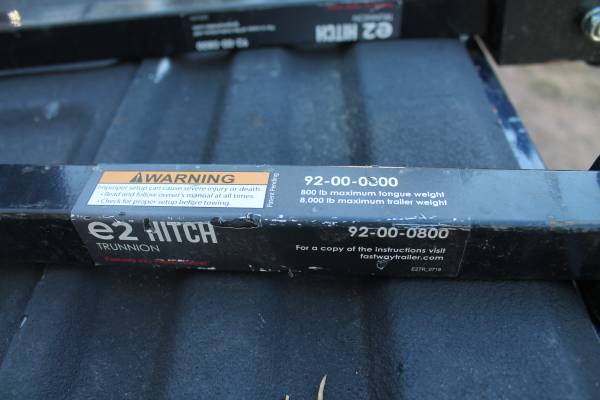 e2 HITCH
92-00-0800
WARNING
Improper setup can cause severe injury or death.
• Read and follow owner's manual at all times.
• Check for proper setup before towing.
Patent Pending
92-00-0800
800 lb maximum tongue weight
8,000 lb maximum trailer weight
e2 HITCH
TRUNNION
92-00-0800
For a copy of the instructions visit
fastwaytrailer.com
E2TR_0719